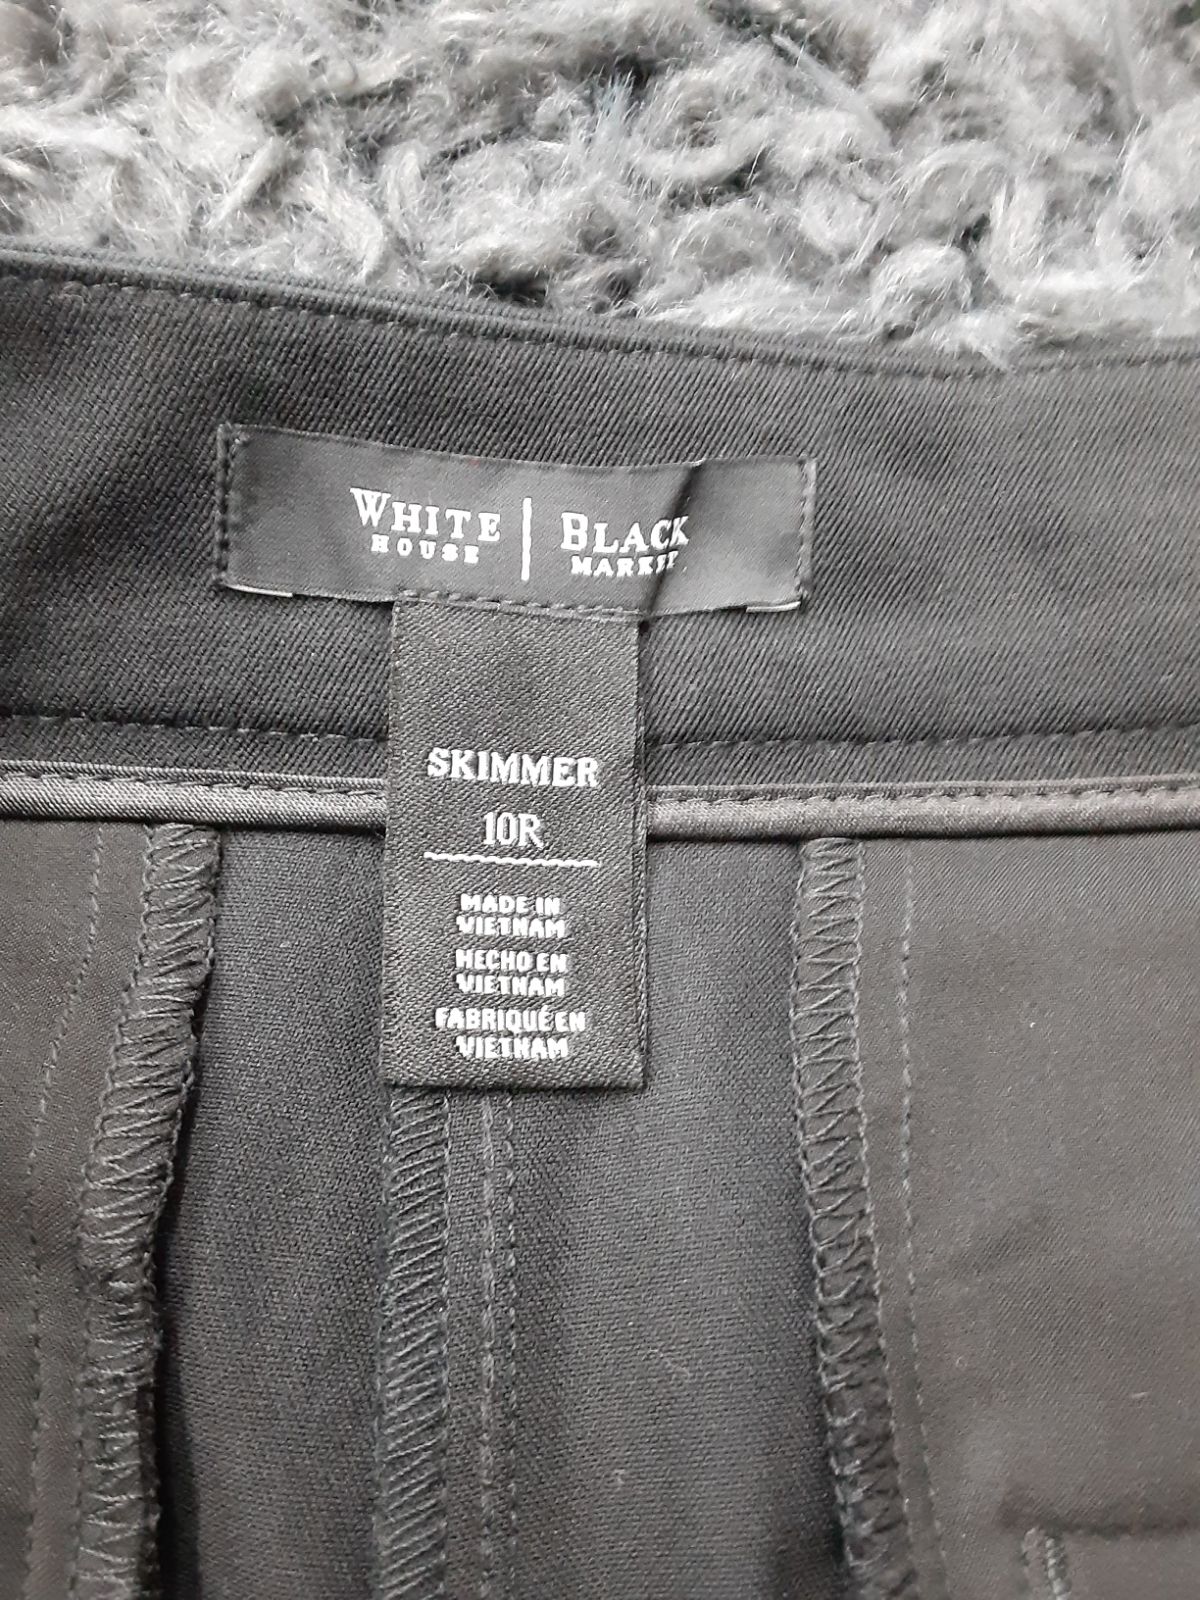 WHITE | BLACK
HOUSE MARKET
SKIMMER
10R
MADE IN
VIETNAM
HECHO EN
VIETNAM
FABRIQUÉ EN
VIETNAM